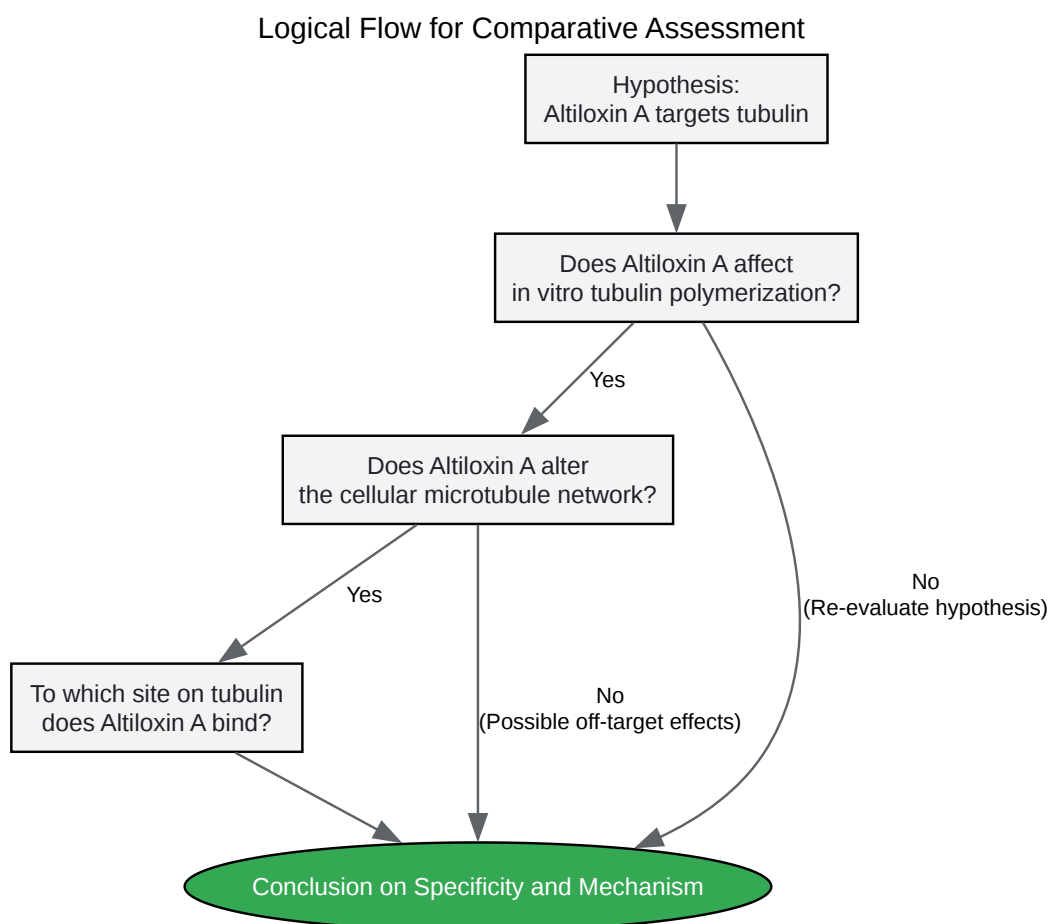 Logical Flow for Comparative Assessment
Hypothesis:
Altiloxin A targets tubulin
Does Altiloxin A affect
in vitro tubulin polymerization?
Yes
Does Altiloxin A alter
the cellular microtubule network?
No
(Re-evaluate hypothesis)
Yes
To which site on tubulin
does Altiloxin A bind?
No
(Possible off-target effects)
Conclusion on Specificity and Mechanism